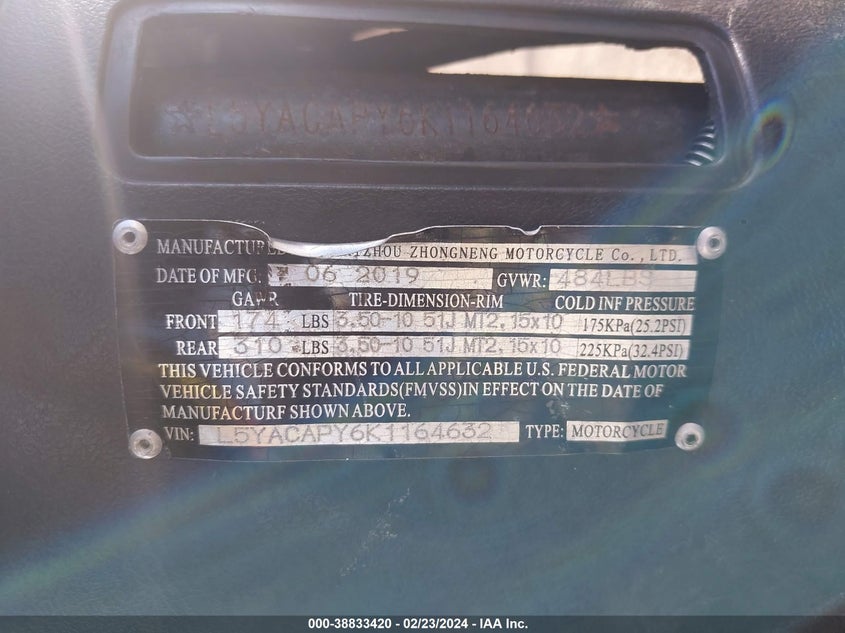 ★L5YACAPY6K1164632★
MANUFACTURED ZHOU ZHONGNENG MOTORCYCLE Co., LTD.
DATE OF MFG: 06 2019 GVWR: 484LBS
GAWR TIRE-DIMENSION-RIM COLD INF PRESSURE
FRONT 174 LBS 3.50-10 51J MT2.15x10 175KPa(25.2PSI)
REAR 310 LBS 3.50-10 51J MT2.15x10 225KPa(32.4PSI)
THIS VEHICLE CONFORMS TO ALL APPLICABLE U.S. FEDERAL MOTOR
VEHICLE SAFETY STANDARDS(FMVSS)IN EFFECT ON THE DATE OF
MANUFACTURF SHOWN ABOVE.
VIN: L5YACAPY6K1164632 TYPE: MOTORCYCLE
000-38833420 - 02/23/2024 - IAA Inc.